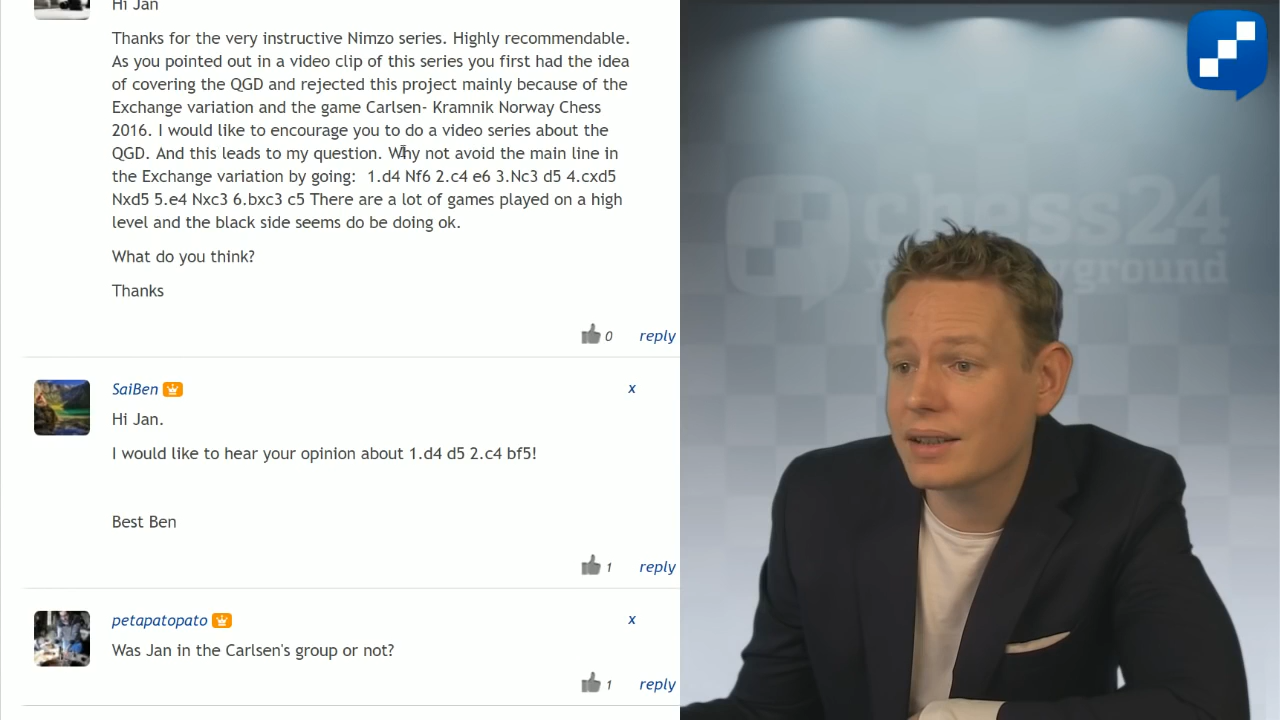 Hi Jan
Thanks for the very instructive Nimzo series. Highly recommendable.
As you pointed out in a video clip of this series you first had the idea
of covering the QGD and rejected this project mainly because of the
Exchange variation and the game Carlsen- Kramnik Norway Chess
2016. I would like to encourage you to do a video series about the
QGD. And this leads to my question. Why not avoid the main line in
the Exchange variation by going:  1.d4 Nf6 2.c4 e6 3.Nc3 d5 4.cxd5
Nxd5 5.e4 Nxc3 6.bxc3 c5 There are a lot of games played on a high
level and the black side seems do be doing ok.
What do you think?
Thanks
0 reply
SaiBen x
Hi Jan.
I would like to hear your opinion about 1.d4 d5 2.c4 bf5!
Best Ben
1 reply
petapatopato x
Was Jan in the Carlsen's group or not?
1 reply
chess24